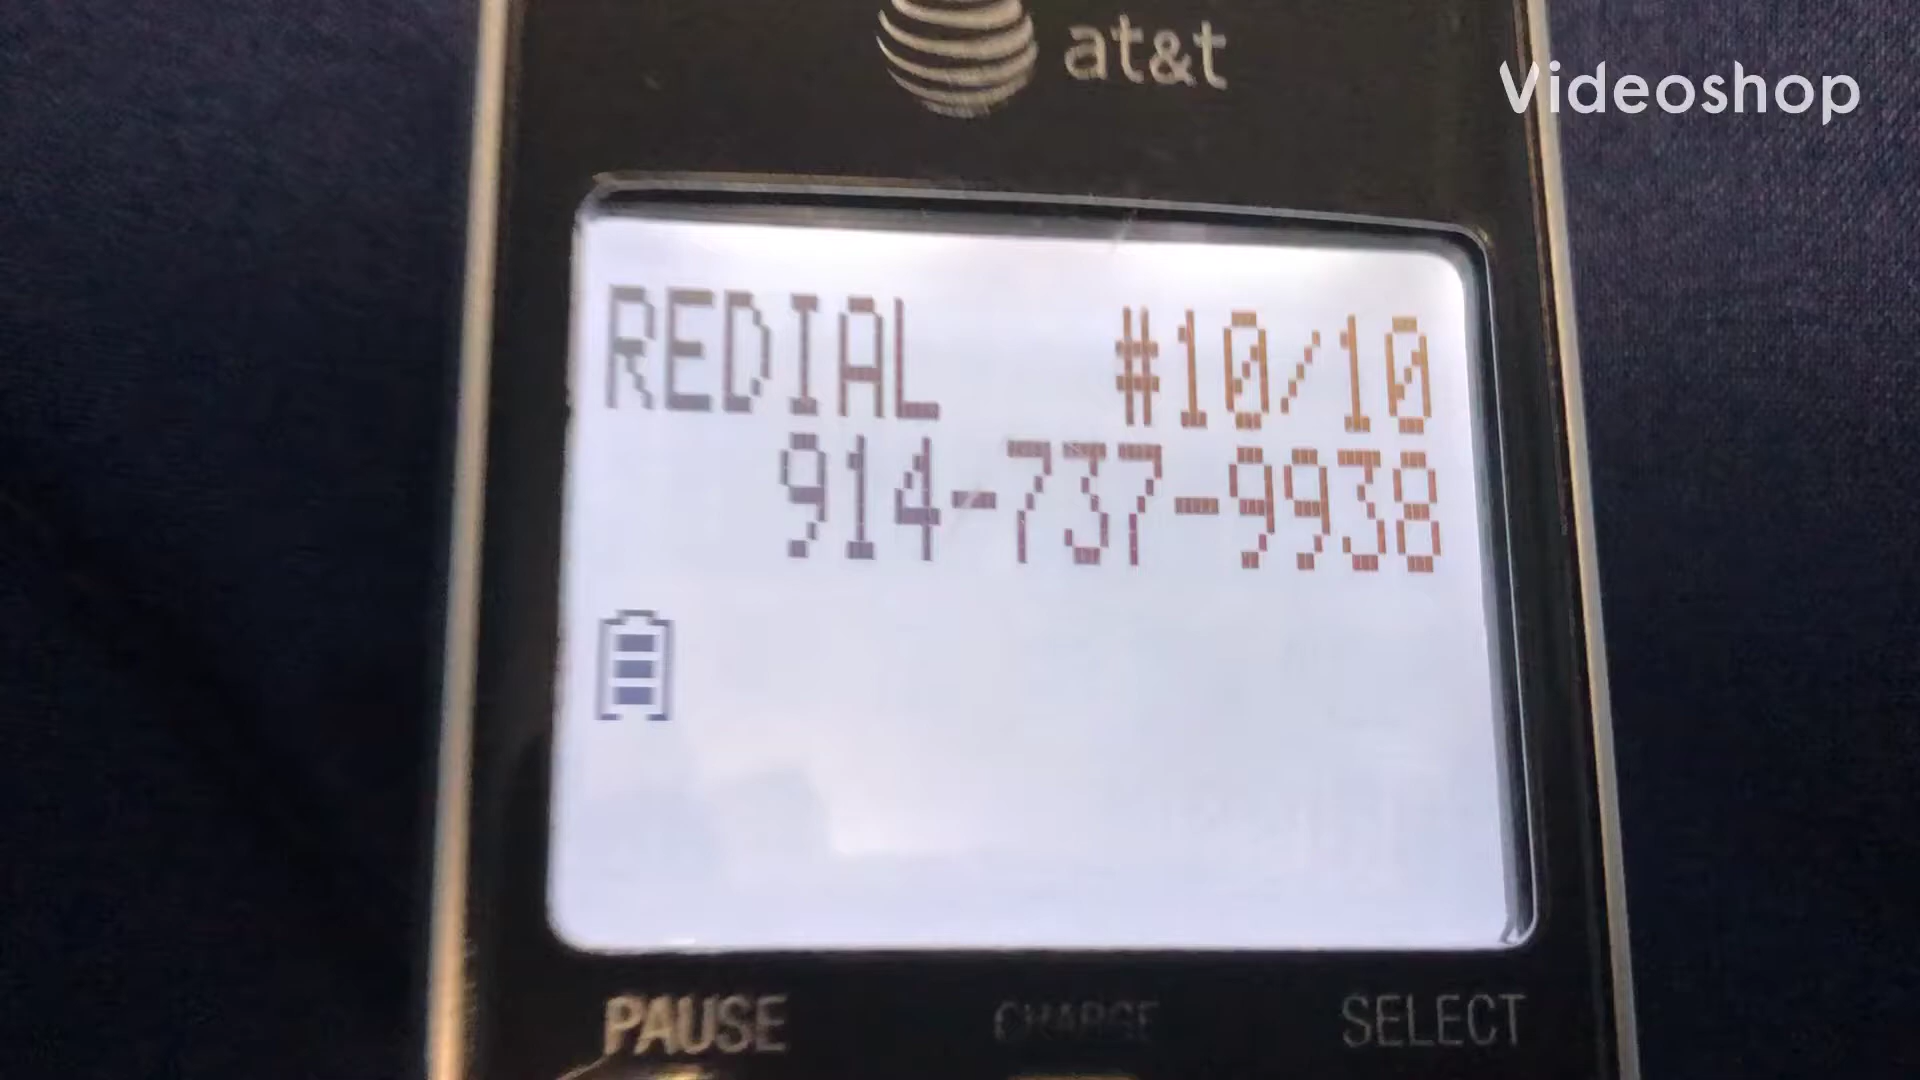 at&t
Videoshop
REDIAL #10/10
914-737-9938
PAUSE CHARGE SELECT